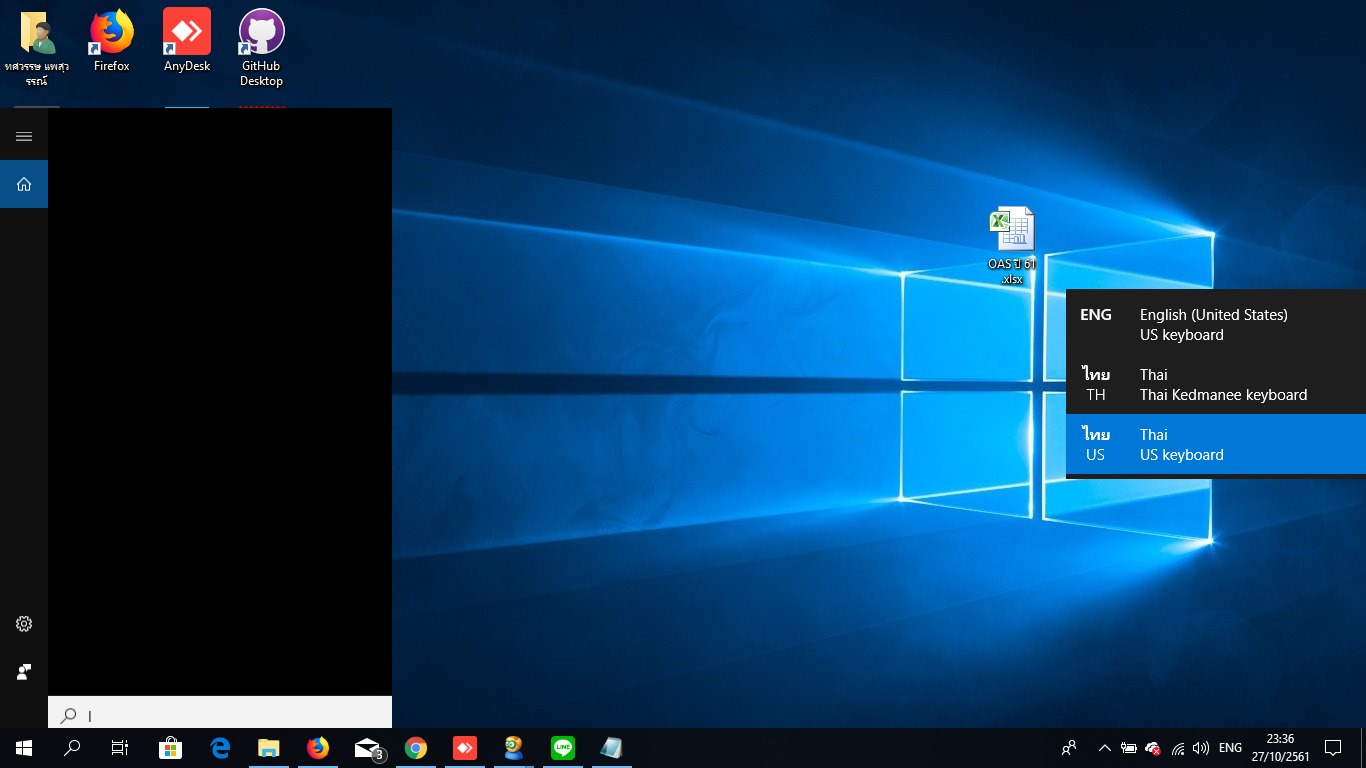 ทศวรรษ แพสุว
รรณ์
Firefox
AnyDesk
GitHub
Desktop
OAS ปี 61
.xlsx
ENG English (United States)
US keyboard
ไทย Thai
TH Thai Kedmanee keyboard
ไทย Thai
US US keyboard
3
LINE
ENG
23:36
27/10/2561